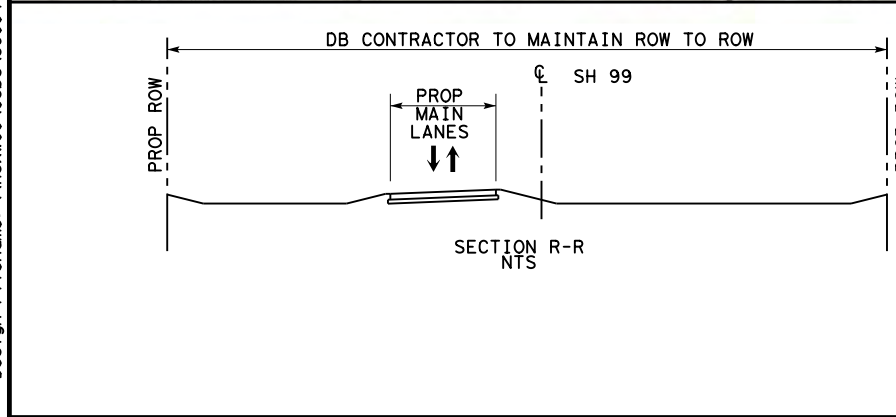 DB CONTRACTOR TO MAINTAIN ROW TO ROW
℄ SH 99
PROP ROW
PROP
MAIN
LANES
SECTION R-R
NTS